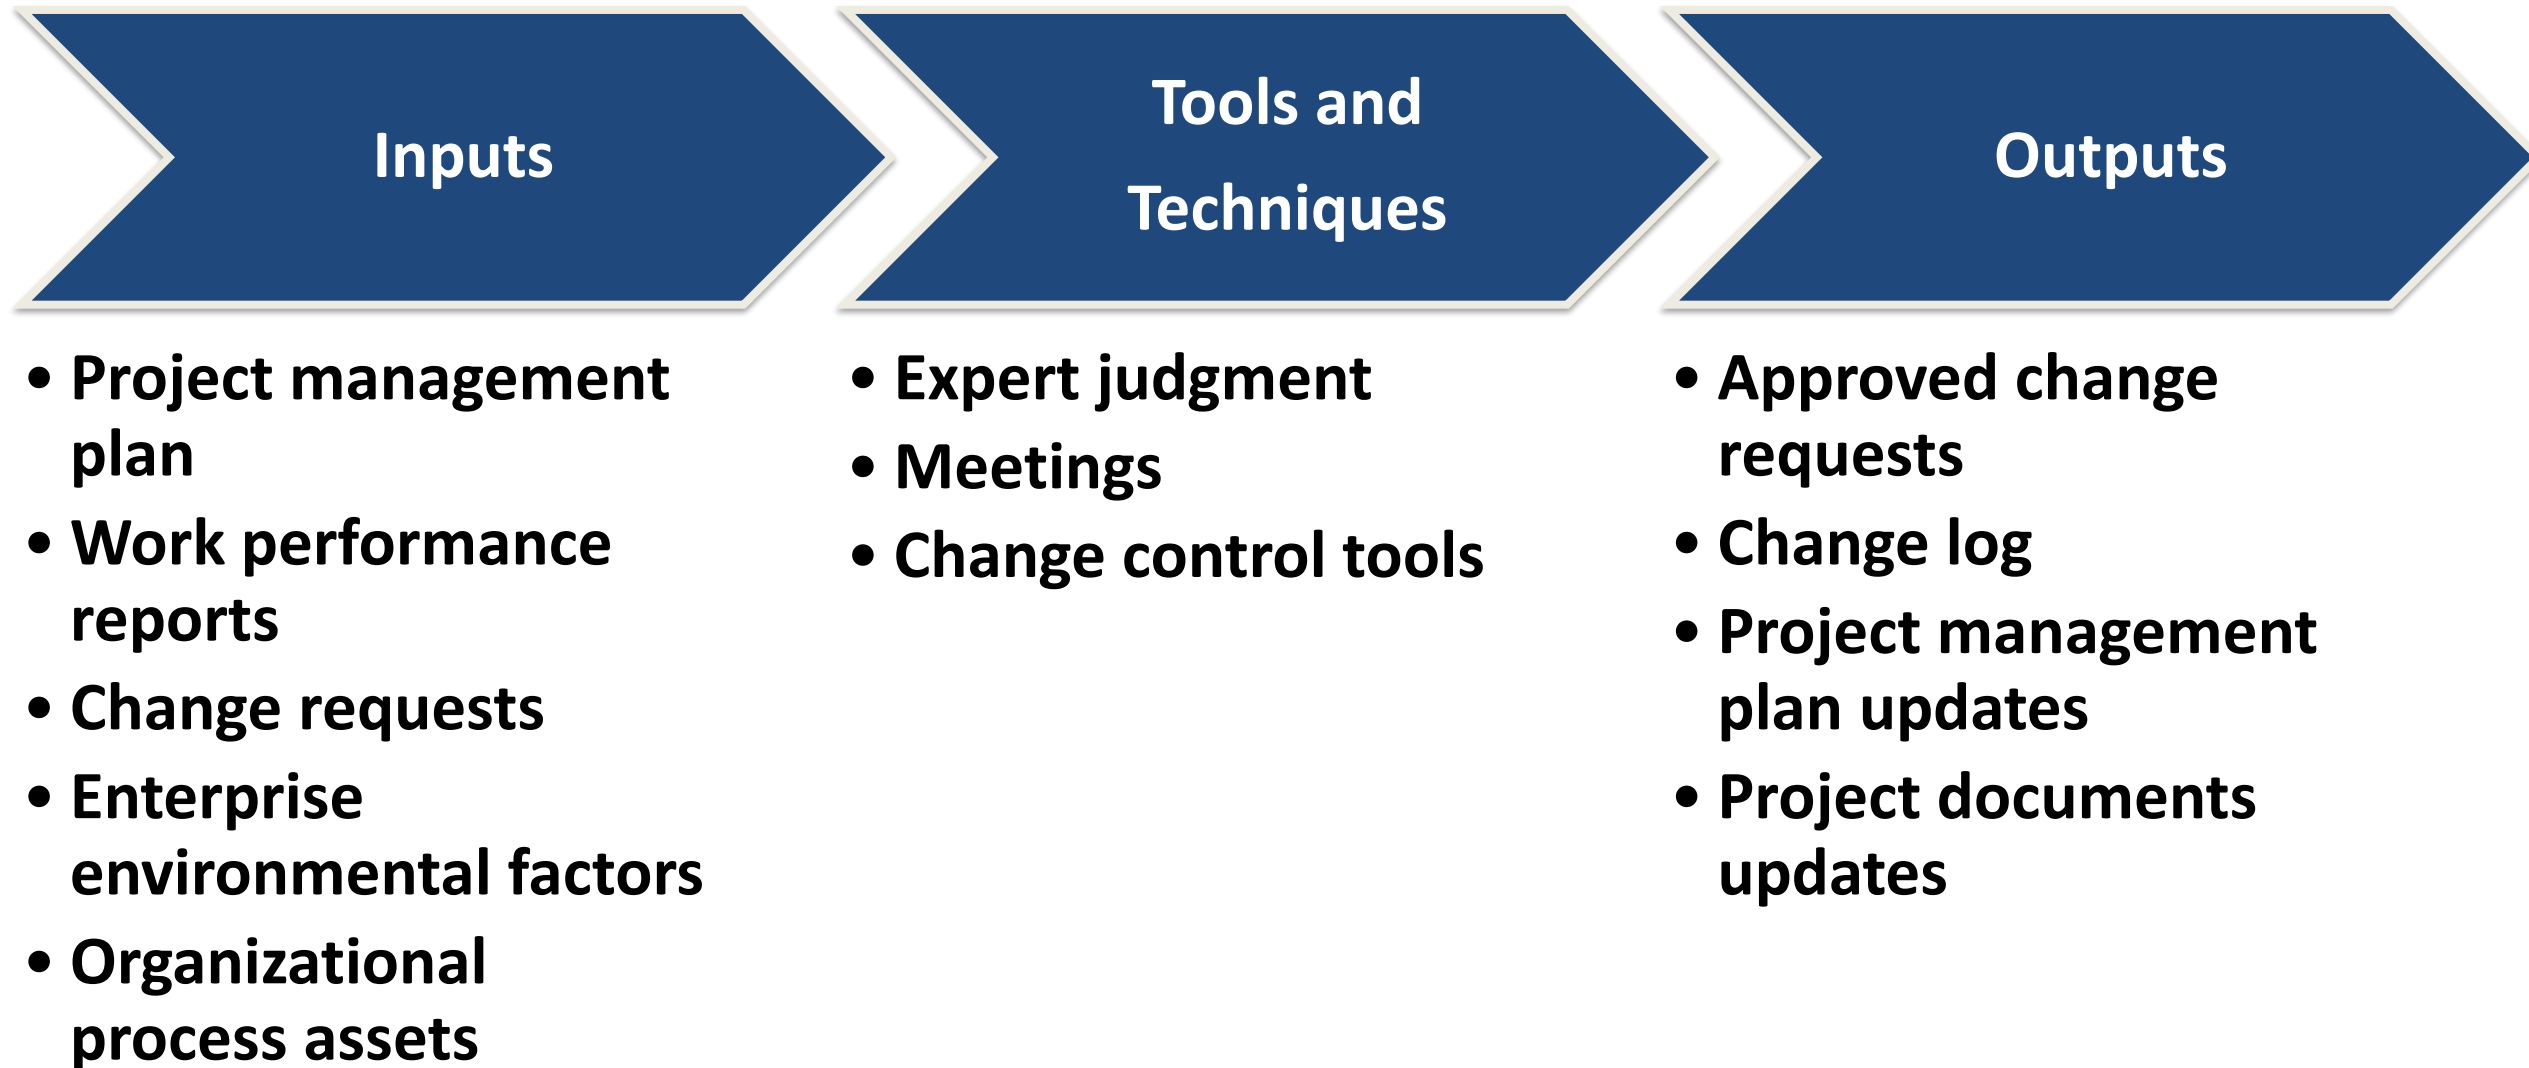 Inputs
• Project management
plan
• Work performance
reports
• Change requests
• Enterprise
environmental factors
• Organizational
process assets
Tools and
Techniques
• Expert judgment
• Meetings
• Change control tools
Outputs
• Approved change
requests
• Change log
• Project management
plan updates
• Project documents
updates